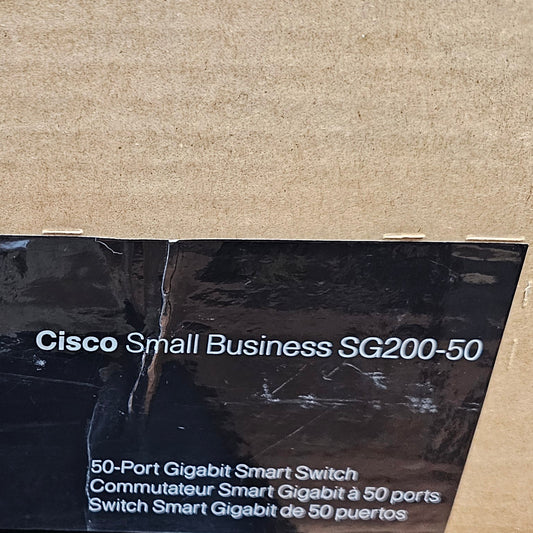 Cisco Small Business SG200-50
50-Port Gigabit Smart Switch
Commutateur Smart Gigabit à 50 ports
Switch Smart Gigabit de 50 puertos